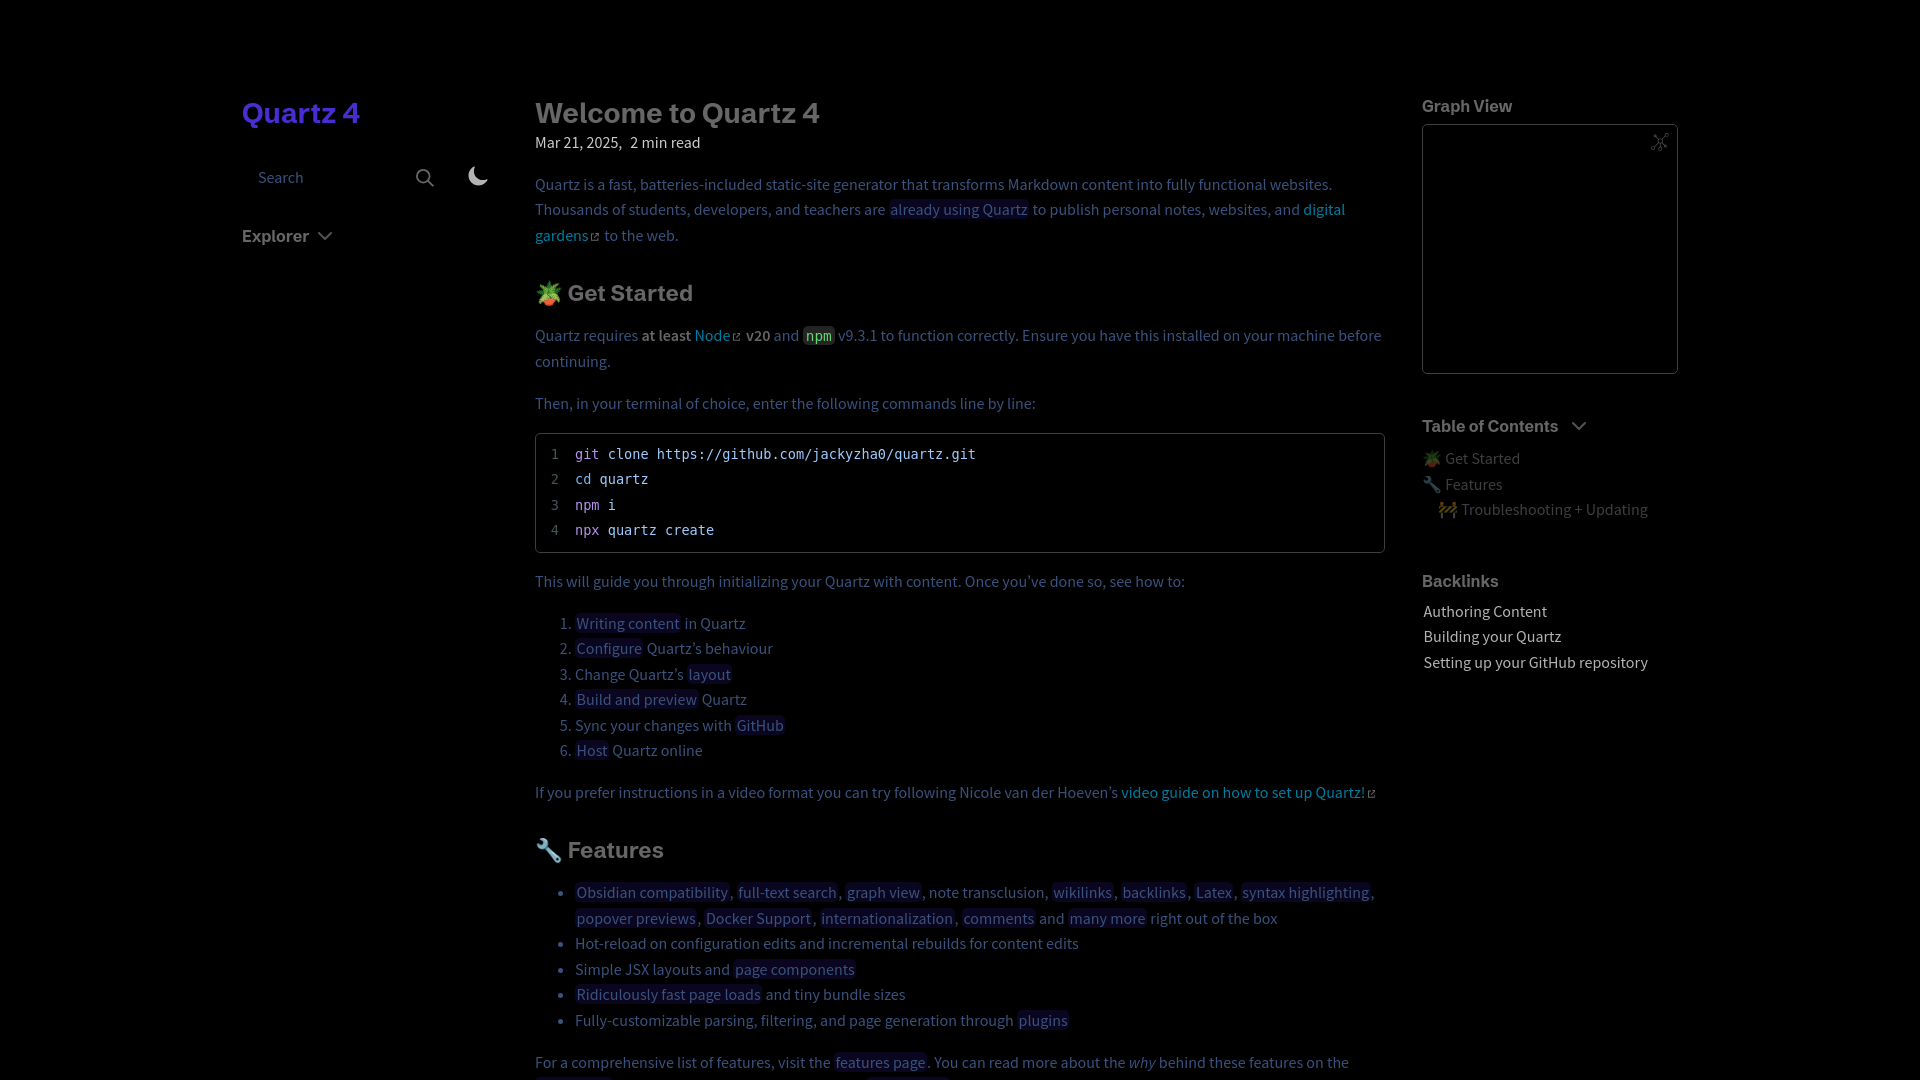 Quartz 4
Search
Explorer
Welcome to Quartz 4
Mar 21, 2025, 2 min read
Quartz is a fast, batteries-included static-site generator that transforms Markdown content into fully functional websites.
Thousands of students, developers, and teachers are already using Quartz to publish personal notes, websites, and digital
gardens to the web.
🪴 Get Started
Quartz requires at least Node v20 and npm v9.3.1 to function correctly. Ensure you have this installed on your machine before
continuing.
Then, in your terminal of choice, enter the following commands line by line:
1 git clone https://github.com/jackyzha0/quartz.git
2 cd quartz
3 npm i
4 npx quartz create
This will guide you through initializing your Quartz with content. Once you’ve done so, see how to:
1. Writing content in Quartz
2. Configure Quartz’s behaviour
3. Change Quartz’s layout
4. Build and preview Quartz
5. Sync your changes with GitHub
6. Host Quartz online
If you prefer instructions in a video format you can try following Nicole van der Hoeven’s video guide on how to set up Quartz!
🔧 Features
• Obsidian compatibility, full-text search, graph view, note transclusion, wikilinks, backlinks, Latex, syntax highlighting,
popover previews, Docker Support, internationalization, comments and many more right out of the box
• Hot-reload on configuration edits and incremental rebuilds for content edits
• Simple JSX layouts and page components
• Ridiculously fast page loads and tiny bundle sizes
• Fully-customizable parsing, filtering, and page generation through plugins
For a comprehensive list of features, visit the features page. You can read more about the why behind these features on the
Graph View
Table of Contents
🪴 Get Started
🔧 Features
🚧 Troubleshooting + Updating
Backlinks
Authoring Content
Building your Quartz
Setting up your GitHub repository